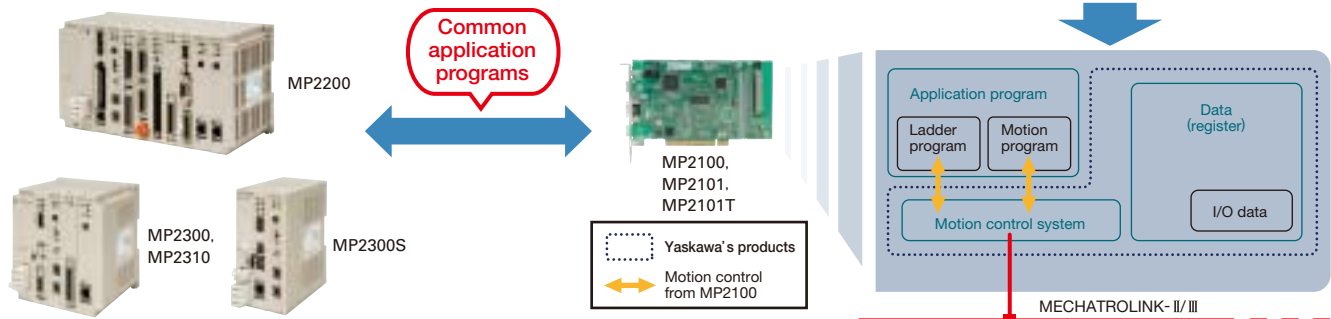 MP2200
Common
application
programs
MP2300,
MP2310
MP2300S
MP2100,
MP2101,
MP2101T
Yaskawa's products
Motion control
from MP2100
Application program
Ladder
program
Motion
program
Data
(register)
I/O data
Motion control system
MECHATROLINK-Ⅱ/Ⅲ